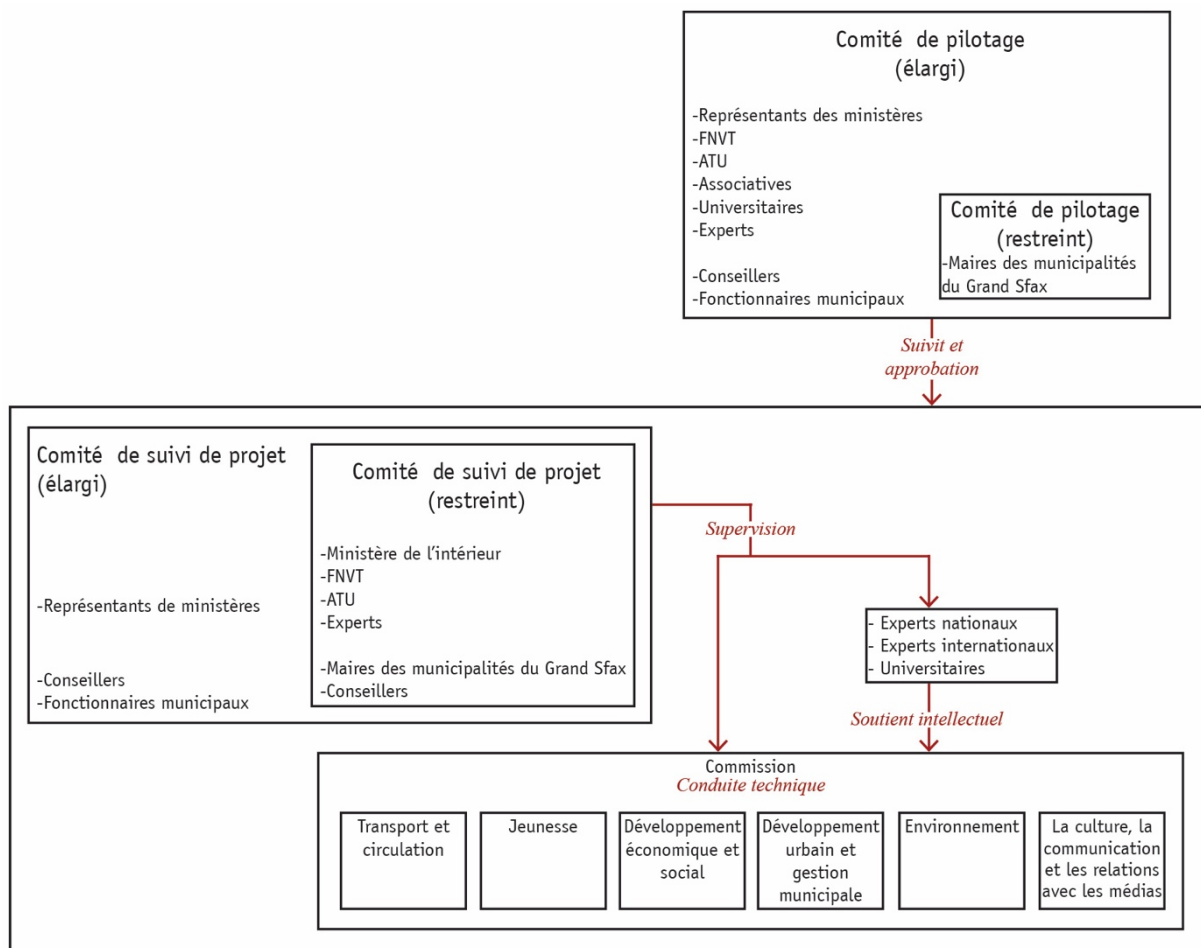 Comité de pilotage
(élargi)
-Représentants des ministères
-FNVT
-ATU
-Associatives
-Universitaires
-Experts
-Conseillers
-Fonctionnaires municipaux
Comité de pilotage
(restreint)
-Maires des municipalités
du Grand Sfax
Suivit et
approbation
Comité de suivi de projet
(élargi)
-Représentants de ministères
-Conseillers
-Fonctionaires municipaux
Comité de suivi de projet
(restreint)
-Ministère de l'intérieur
-FNVT
-ATU
-Experts
-Maires des municipalités du Grand Sfax
-Conseillers
Supervision
- Experts nationaux
- Experts internationaux
- Universitaires
Soutient intellectuel
Commission
Conduite technique
Transport et
circulation
Jeunesse
Développement
économique et
social
Développement
urbain et
gestion
municipale
Environnement
La culture, la
communication
et les relations
avec les médias